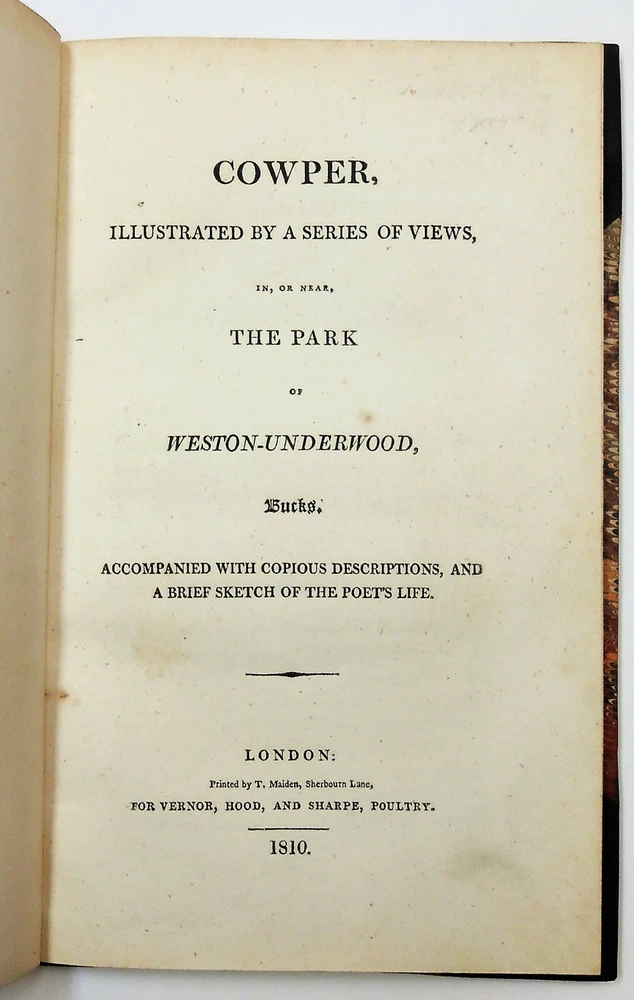 COWPER,
ILLUSTRATED BY A SERIES OF VIEWS,
IN, OR NEAR,
THE PARK
OF
WESTON-UNDERWOOD,
Bucks.
ACCOMPANIED WITH COPIOUS DESCRIPTIONS, AND
A BRIEF SKETCH OF THE POET'S LIFE.
LONDON:
Printed by T. Maiden, Sherbourn Lane,
FOR VERNOR, HOOD, AND SHARPE, POULTRY.
1810.